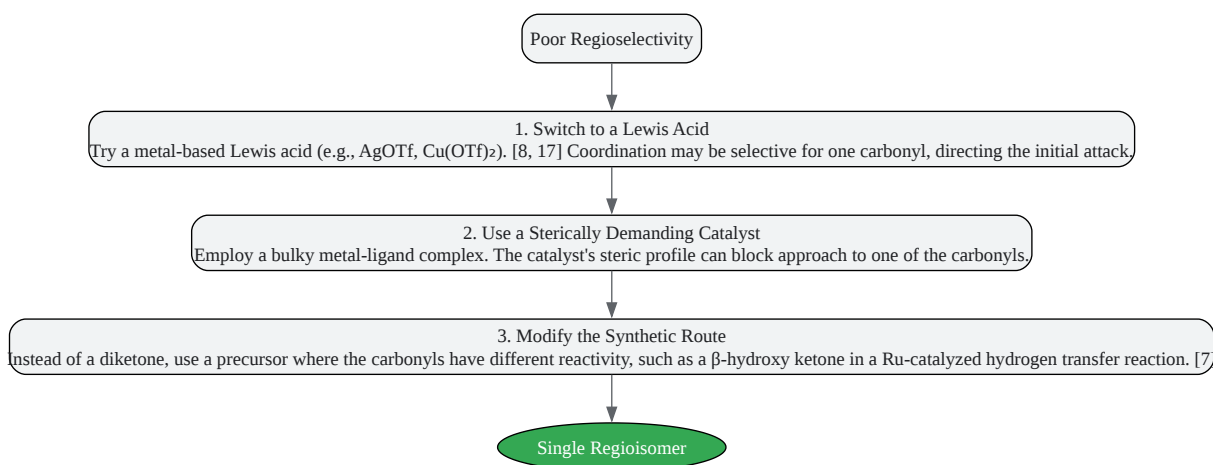 Poor Regioselectivity
1. Switch to a Lewis Acid
Try a metal-based Lewis acid (e.g., AgOTf, Cu(OTf)₂). [8, 17] Coordination may be selective for one carbonyl, directing the initial attack.
2. Use a Sterically Demanding Catalyst
Employ a bulky metal-ligand complex. The catalyst's steric profile can block approach to one of the carbonyls.
3. Modify the Synthetic Route
Instead of a diketone, use a precursor where the carbonyls have different reactivity, such as a β-hydroxy ketone in a Ru-catalyzed hydrogen transfer reaction. [7]
Single Regioisomer